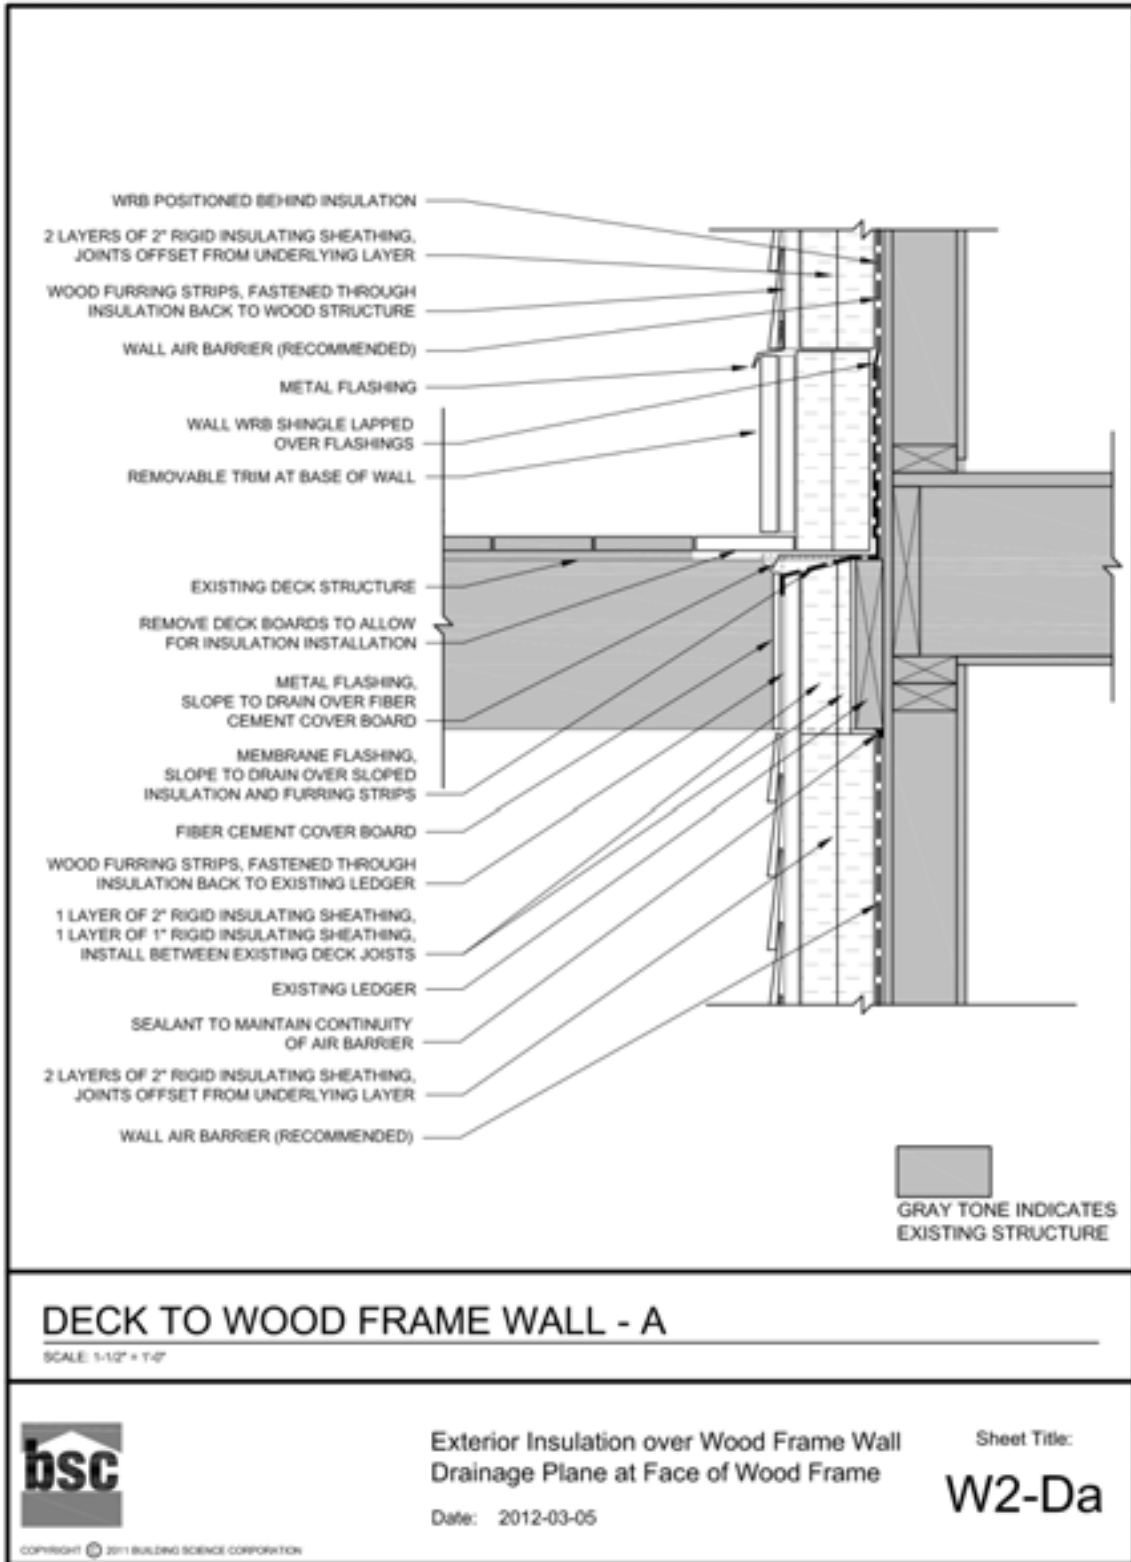 WRB POSITIONED BEHIND INSULATION
2 LAYERS OF 2" RIGID INSULATING SHEATHING,
JOINTS OFFSET FROM UNDERLYING LAYER
WOOD FURRING STRIPS, FASTENED THROUGH
INSULATION BACK TO WOOD STRUCTURE
WALL AIR BARRIER (RECOMMENDED)
METAL FLASHING
WALL WRB SHINGLE LAPPED
OVER FLASHINGS
REMOVABLE TRIM AT BASE OF WALL
EXISTING DECK STRUCTURE
REMOVE DECK BOARDS TO ALLOW
FOR INSULATION INSTALLATION
METAL FLASHING,
SLOPE TO DRAIN OVER FIBER
CEMENT COVER BOARD
MEMBRANE FLASHING,
SLOPE TO DRAIN OVER SLOPED
INSULATION AND FURRING STRIPS
FIBER CEMENT COVER BOARD
WOOD FURRING STRIPS, FASTENED THROUGH
INSULATION BACK TO EXISTING LEDGER
1 LAYER OF 2" RIGID INSULATING SHEATHING,
1 LAYER OF 1" RIGID INSULATING SHEATHING,
INSTALL BETWEEN EXISTING DECK JOISTS
EXISTING LEDGER
SEALANT TO MAINTAIN CONTINUITY
OF AIR BARRIER
2 LAYERS OF 2" RIGID INSULATING SHEATHING,
JOINTS OFFSET FROM UNDERLYING LAYER
WALL AIR BARRIER (RECOMMENDED)
GRAY TONE INDICATES
EXISTING STRUCTURE
DECK TO WOOD FRAME WALL - A
SCALE: 1-1/2" = 1'-0"
bsc
Exterior Insulation over Wood Frame Wall
Drainage Plane at Face of Wood Frame
Date: 2012-03-05
Sheet Title:
W2-Da
COPYRIGHT © 2011 BUILDING SCIENCE CORPORATION